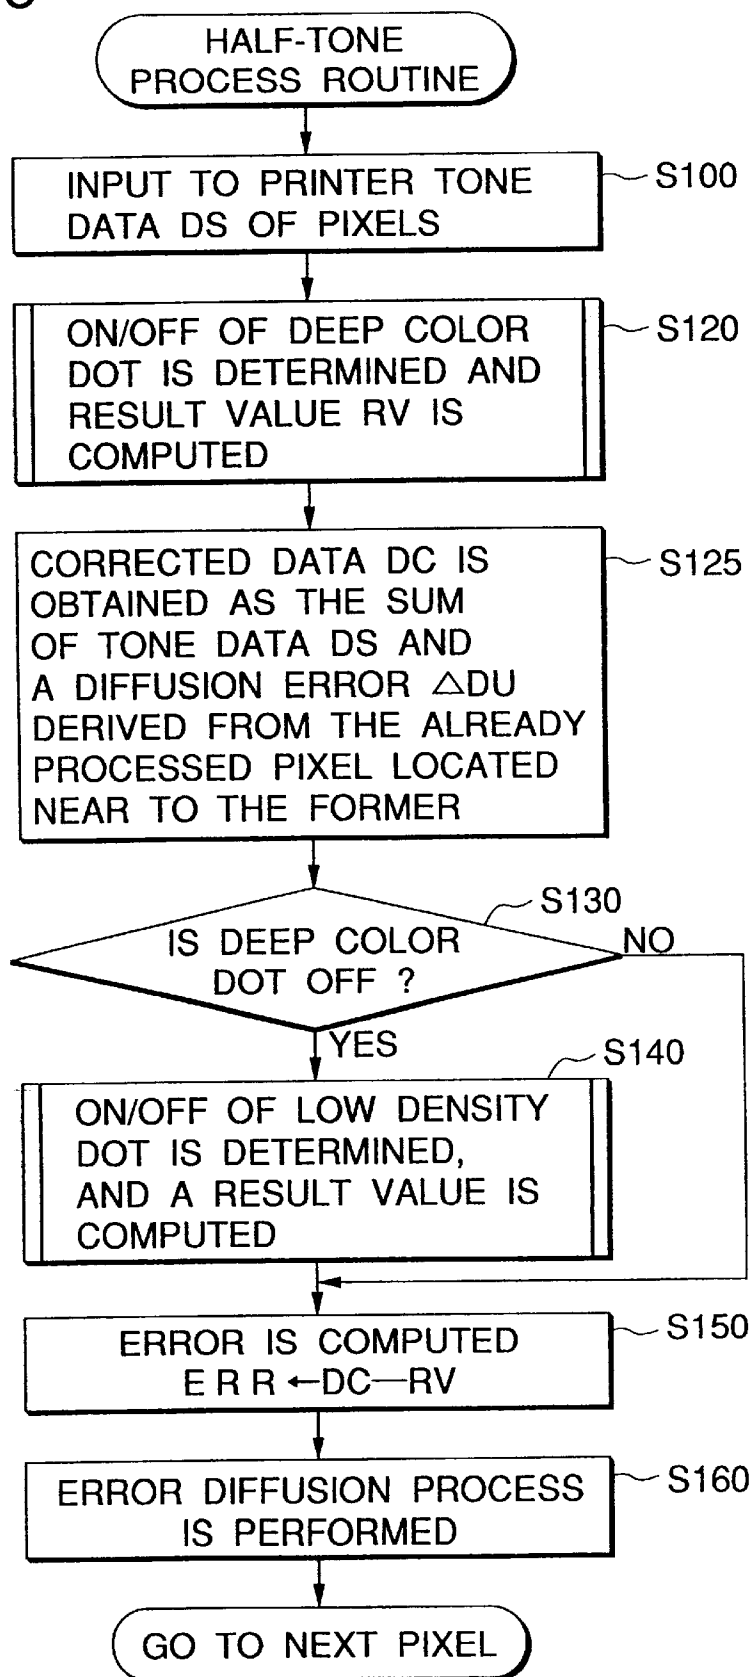 HALF-TONE
PROCESS ROUTINE
INPUT TO PRINTER TONE
DATA DS OF PIXELS
S100
ON/OFF OF DEEP COLOR
DOT IS DETERMINED AND
RESULT VALUE RV IS
COMPUTED
S120
CORRECTED DATA DC IS
OBTAINED AS THE SUM
OF TONE DATA DS AND
A DIFFUSION ERROR △DU
DERIVED FROM THE ALREADY
PROCESSED PIXEL LOCATED
NEAR TO THE FORMER
S125
S130
IS DEEP COLOR
DOT OFF ?
NO
YES
S140
ON/OFF OF LOW DENSITY
DOT IS DETERMINED,
AND A RESULT VALUE IS
COMPUTED
ERROR IS COMPUTED
E R R ←DC—RV
S150
ERROR DIFFUSION PROCESS
IS PERFORMED
S160
GO TO NEXT PIXEL